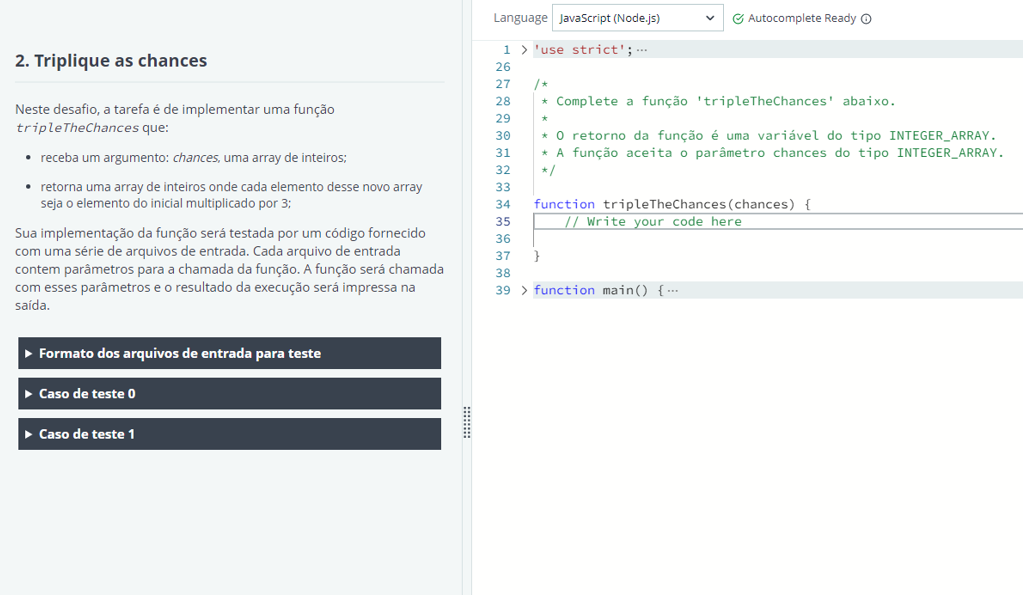 Language
JavaScript (Node.js)
Autocomplete Ready
2. Triplique as chances
Neste desafio, a tarefa é de implementar uma função
tripleTheChances que:
• receba um argumento: chances, uma array de inteiros;
• retorna uma array de inteiros onde cada elemento desse novo array
seja o elemento do inicial multiplicado por 3;
Sua implementação da função será testada por um código fornecido
com uma série de arquivos de entrada. Cada arquivo de entrada
contem parâmetros para a chamada da função. A função será chamada
com esses parâmetros e o resultado da execução será impressa na
saída.
Formato dos arquivos de entrada para teste
Caso de teste 0
Caso de teste 1
1 'use strict'; ...
26
27 /*
28 * Complete a função 'tripleTheChances' abaixo.
29 *
30 * O retorno da função é uma variável do tipo INTEGER_ARRAY.
31 * A função aceita o parâmetro chances do tipo INTEGER_ARRAY.
32 */
33
34 function tripleTheChances(chances) {
35 // Write your code here
36
37 }
38
39 function main() { ...